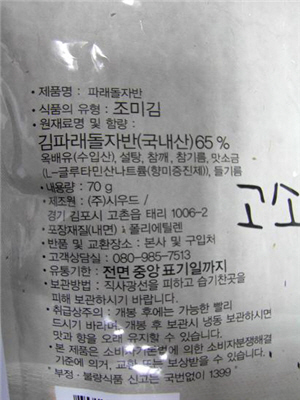 · 제품명 : 파래돌자반
· 식품의 유형 : 조미김
· 원재료명 및 함량 :
김파래돌자반(국내산)65%
옥배유(수입산), 설탕, 참깨, 참기름, 맛소금
(L-글루타민산나트륨(향미증진제)), 들기름
· 내용량 : 70 g
· 제조원 : (주)시우드 /
경기 김포시 고촌읍 태리 1006-2
· 포장재질(내면) : 폴리에틸렌
· 반품 및 교환장소 : 본사 및 구입처
· 고객상담실 : 080-985-7513
· 유통기한 : 전면 중앙 표기일까지
· 보관방법 : 직사광선을 피하고 습기찬곳을
피해 보관하시기 바랍니다.
· 취급상주의 : 개봉 후에는 가능한 빨리
드시기 바라며, 개봉 후 보관시 냉동 보관하시면
맛과 향을 오래 유지할 수 있습니다.
· 본 제품은 소비자기본법에 의한 소비자분쟁해결
기준에 의거, 교환 또는 보상받을 수 있습니다.
· 부정·불량식품 신고는 국번없이 1399
고소